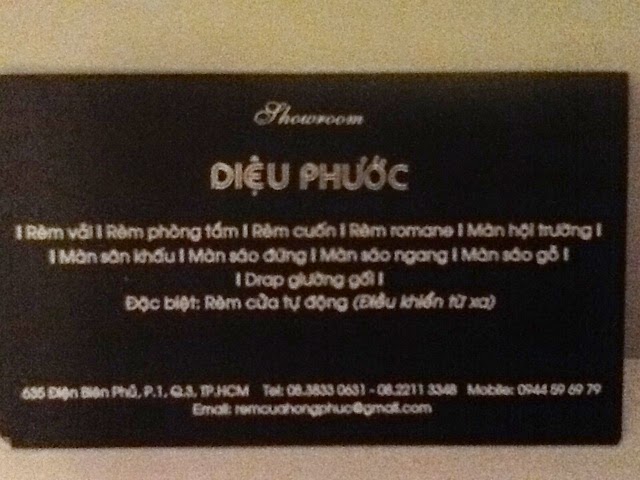 Showroom
DIỆU PHƯỚC
I Rèm vải I Rèm phòng tắm I Rèm cuốn I Rèm romane I Màn hội trường I
I Màn sân khấu I Màn sáo đứng I Màn sáo ngang I Màn sáo gỗ I
I Drap giường gối I
Đặc biệt: Rèm cửa tự động (Điều khiển từ xa)
635 Điện Biên Phủ, P.1, Q.3, TP.HCM Tel: 08.3833 0631 - 08.2211 3348 Mobile: 0944 59 69 79
Email: remcuahongphuc@gmail.com